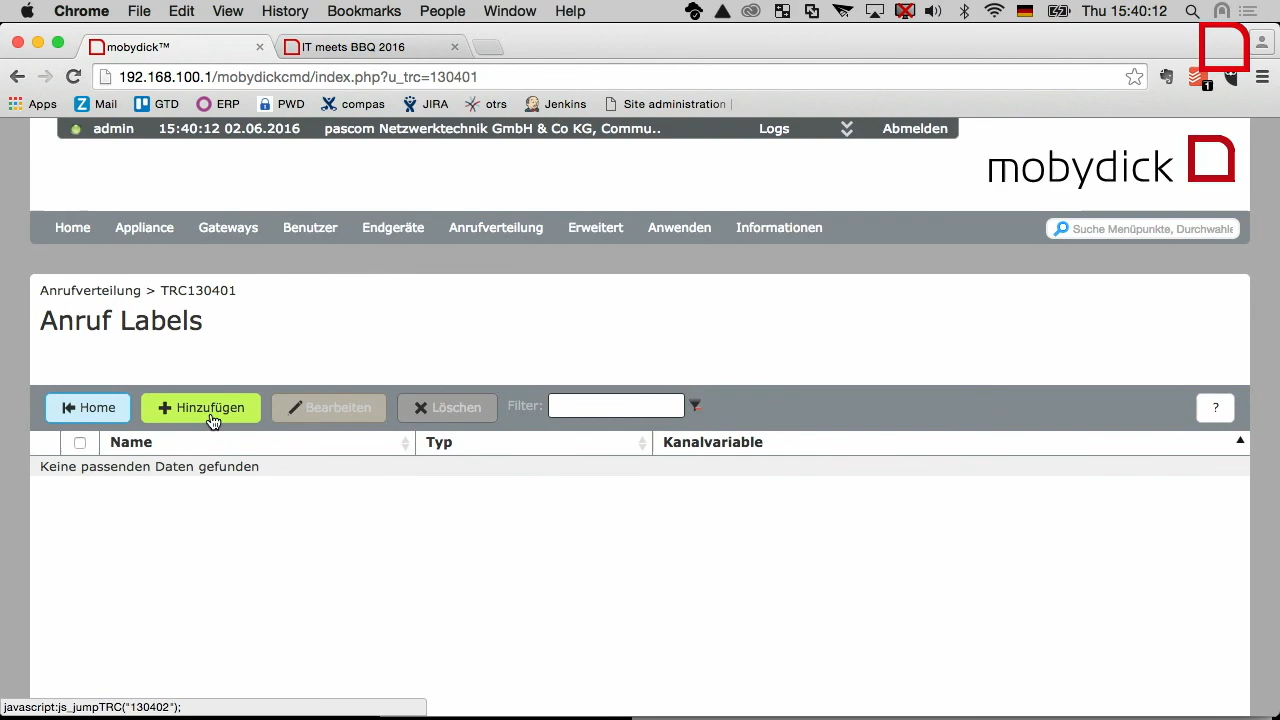 Chrome File Edit View History Bookmarks People Window Help Thu 15:40:12
mobydick™ IT meets BBQ 2016
192.168.100.1/mobydickcmd/index.php?u_trc=130401
Apps Mail GTD ERP PWD compas JIRA otrs Jenkins Site administration
1
admin 15:40:12 02.06.2016 pascom Netzwerktechnik GmbH & Co KG, Commu.. Logs Abmelden
mobydick
Home Appliance Gateways Benutzer Endgeräte Anrufverteilung Erweitert Anwenden Informationen Suche Menüpunkte, Durchwahle
Anrufverteilung > TRC130401
Anruf Labels
Home Hinzufügen Bearbeiten Löschen Filter: ?
Name Typ Kanalvariable
Keine passenden Daten gefunden
javascript:js_jumpTRC("130402");